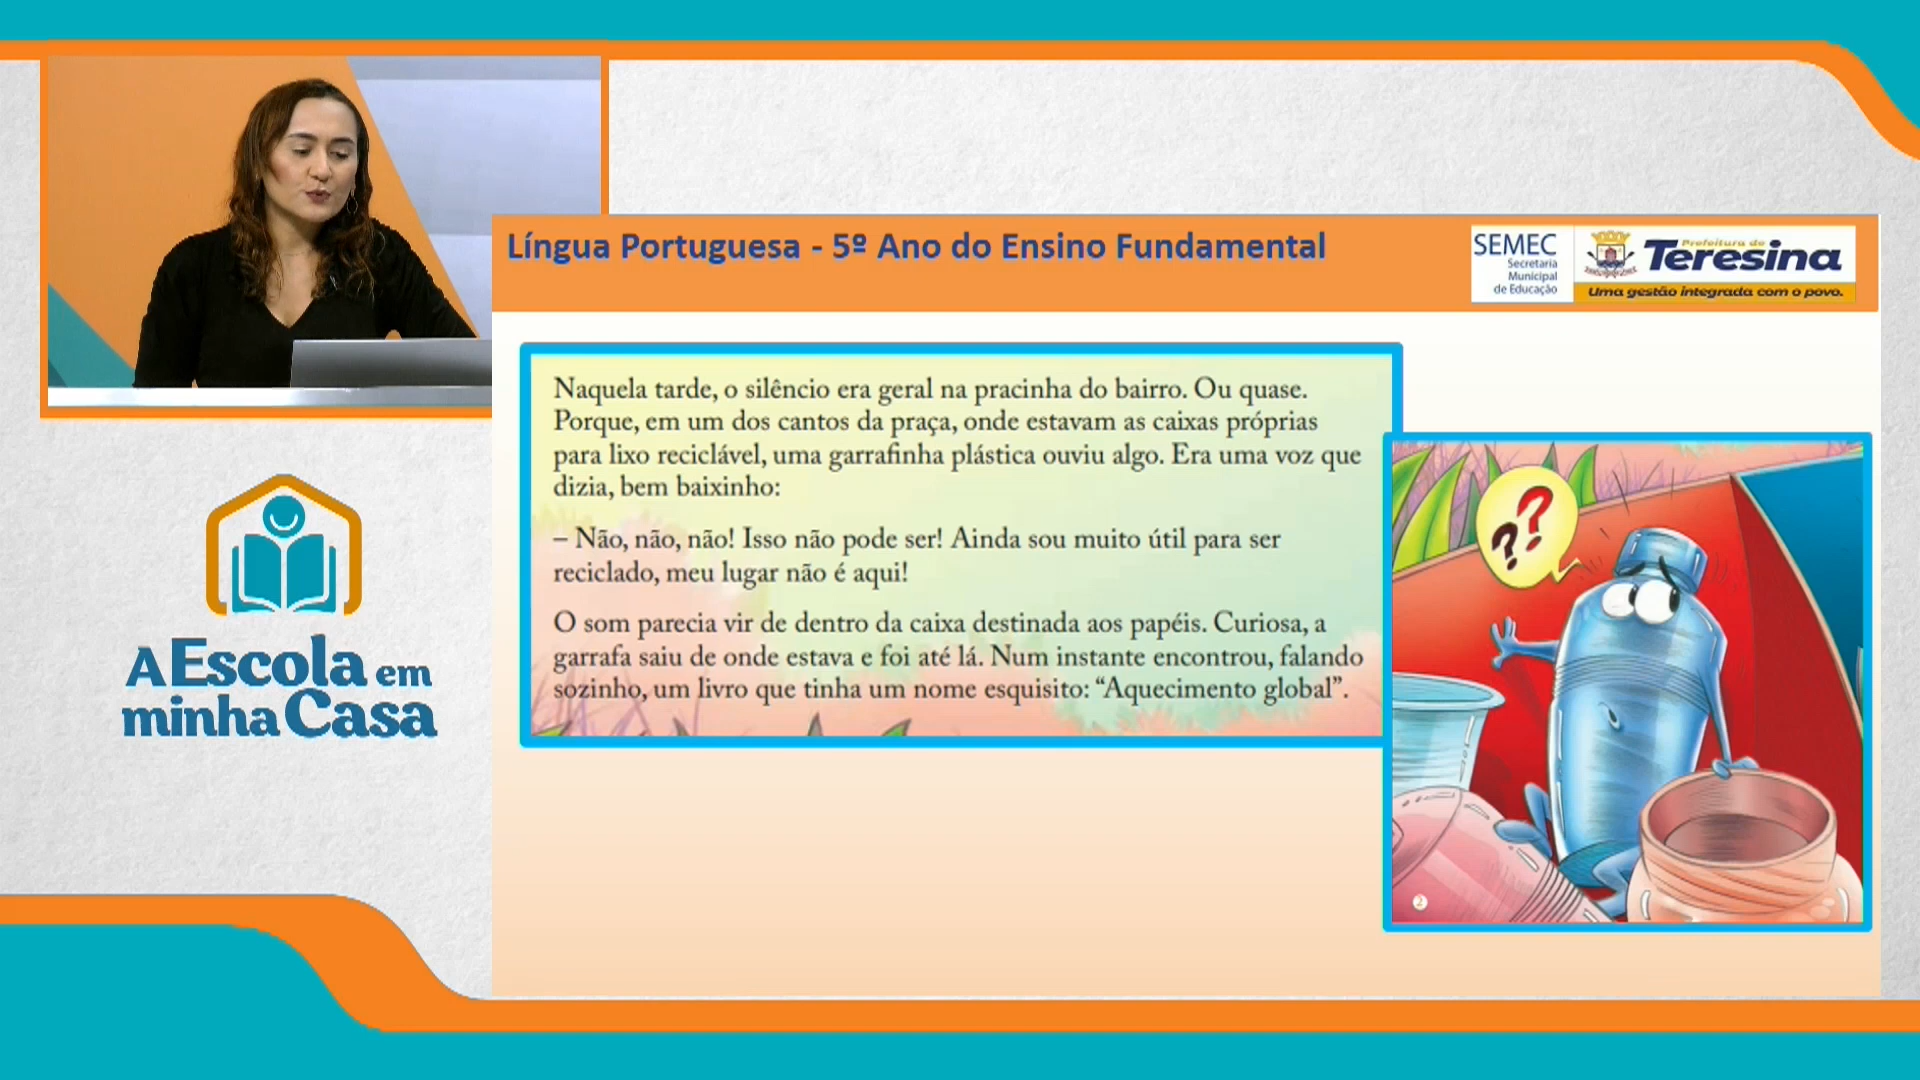 Língua Portuguesa - 5º Ano do Ensino Fundamental
SEMEC
Secretaria
Municipal
de Educação
Prefeitura de
Teresina
Uma gestão integrada com o povo.
Naquela tarde, o silêncio era geral na pracinha do bairro. Ou quase.
Porque, em um dos cantos da praça, onde estavam as caixas próprias
para lixo reciclável, uma garrafinha plástica ouviu algo. Era uma voz que
dizia, bem baixinho:
– Não, não, não! Isso não pode ser! Ainda sou muito útil para ser
reciclado, meu lugar não é aqui!
O som parecia vir de dentro da caixa destinada aos papéis. Curiosa, a
garrafa saiu de onde estava e foi até lá. Num instante encontrou, falando
sozinho, um livro que tinha um nome esquisito: “Aquecimento global”.
??
2
A Escola em
minha Casa